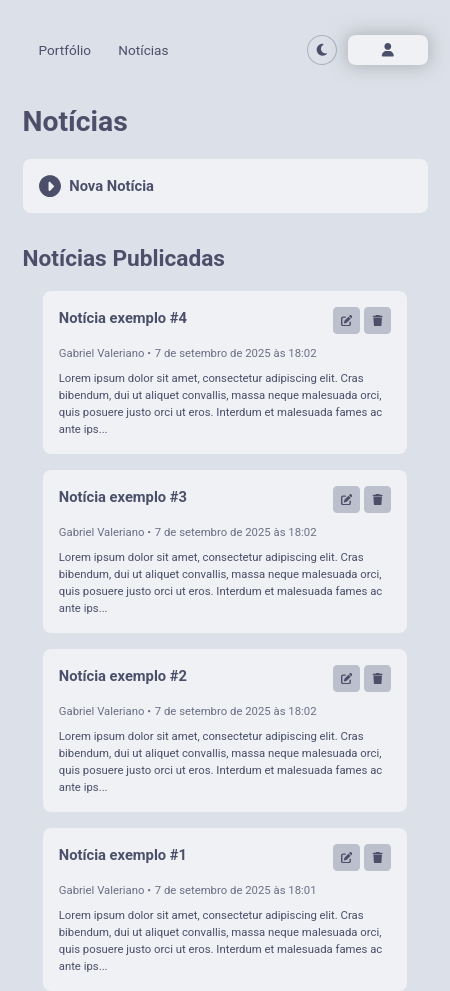 Portfólio Notícias
Notícias
Nova Notícia
Notícias Publicadas
Notícia exemplo #4
Gabriel Valeriano • 7 de setembro de 2025 às 18:02
Lorem ipsum dolor sit amet, consectetur adipiscing elit. Cras
bibendum, dui ut aliquet convallis, massa neque malesuada orci,
quis posuere justo orci ut eros. Interdum et malesuada fames ac
ante ips...
Notícia exemplo #3
Gabriel Valeriano • 7 de setembro de 2025 às 18:02
Lorem ipsum dolor sit amet, consectetur adipiscing elit. Cras
bibendum, dui ut aliquet convallis, massa neque malesuada orci,
quis posuere justo orci ut eros. Interdum et malesuada fames ac
ante ips...
Notícia exemplo #2
Gabriel Valeriano • 7 de setembro de 2025 às 18:02
Lorem ipsum dolor sit amet, consectetur adipiscing elit. Cras
bibendum, dui ut aliquet convallis, massa neque malesuada orci,
quis posuere justo orci ut eros. Interdum et malesuada fames ac
ante ips...
Notícia exemplo #1
Gabriel Valeriano • 7 de setembro de 2025 às 18:01
Lorem ipsum dolor sit amet, consectetur adipiscing elit. Cras
bibendum, dui ut aliquet convallis, massa neque malesuada orci,
quis posuere justo orci ut eros. Interdum et malesuada fames ac
ante ips...